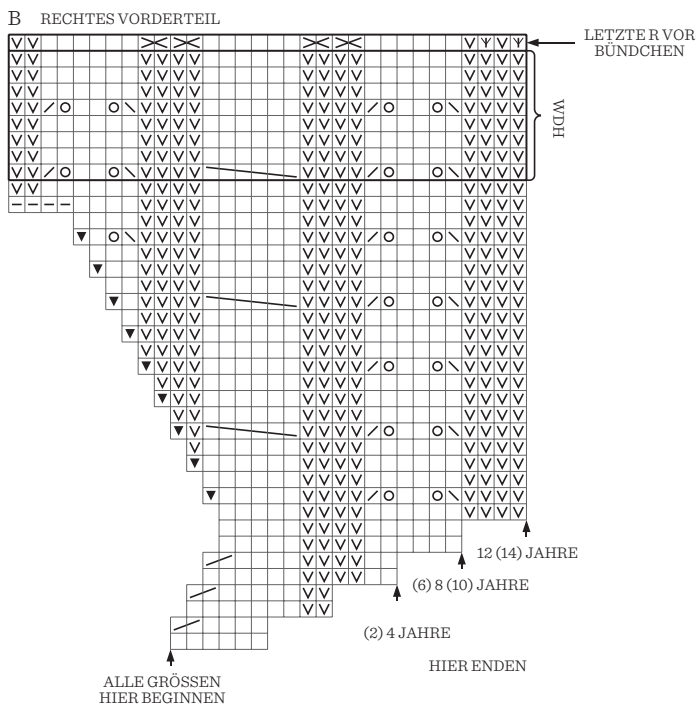 B RECHTES VORDERTEIL
LETZTE R VOR
BÜNDCHEN
WDH
12 (14) JAHRE
(6) 8 (10) JAHRE
(2) 4 JAHRE
HIER ENDEN
ALLE GRÖSSEN
HIER BEGINNEN